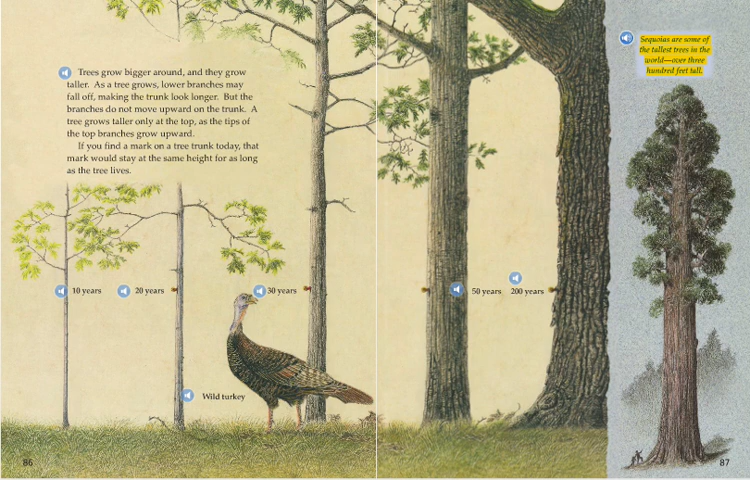 Trees grow bigger around, and they grow
taller. As a tree grows, lower branches may
fall off, making the trunk look longer. But the
branches do not move upward on the trunk. A
tree grows taller only at the top, as the tips of
the top branches grow upward.
If you find a mark on a tree trunk today, that
mark would stay at the same height for as long
as the tree lives.
10 years
20 years
30 years
Wild turkey
86
50 years
200 years
Sequoias are some of
the tallest trees in the
world—over three
hundred feet tall.
87